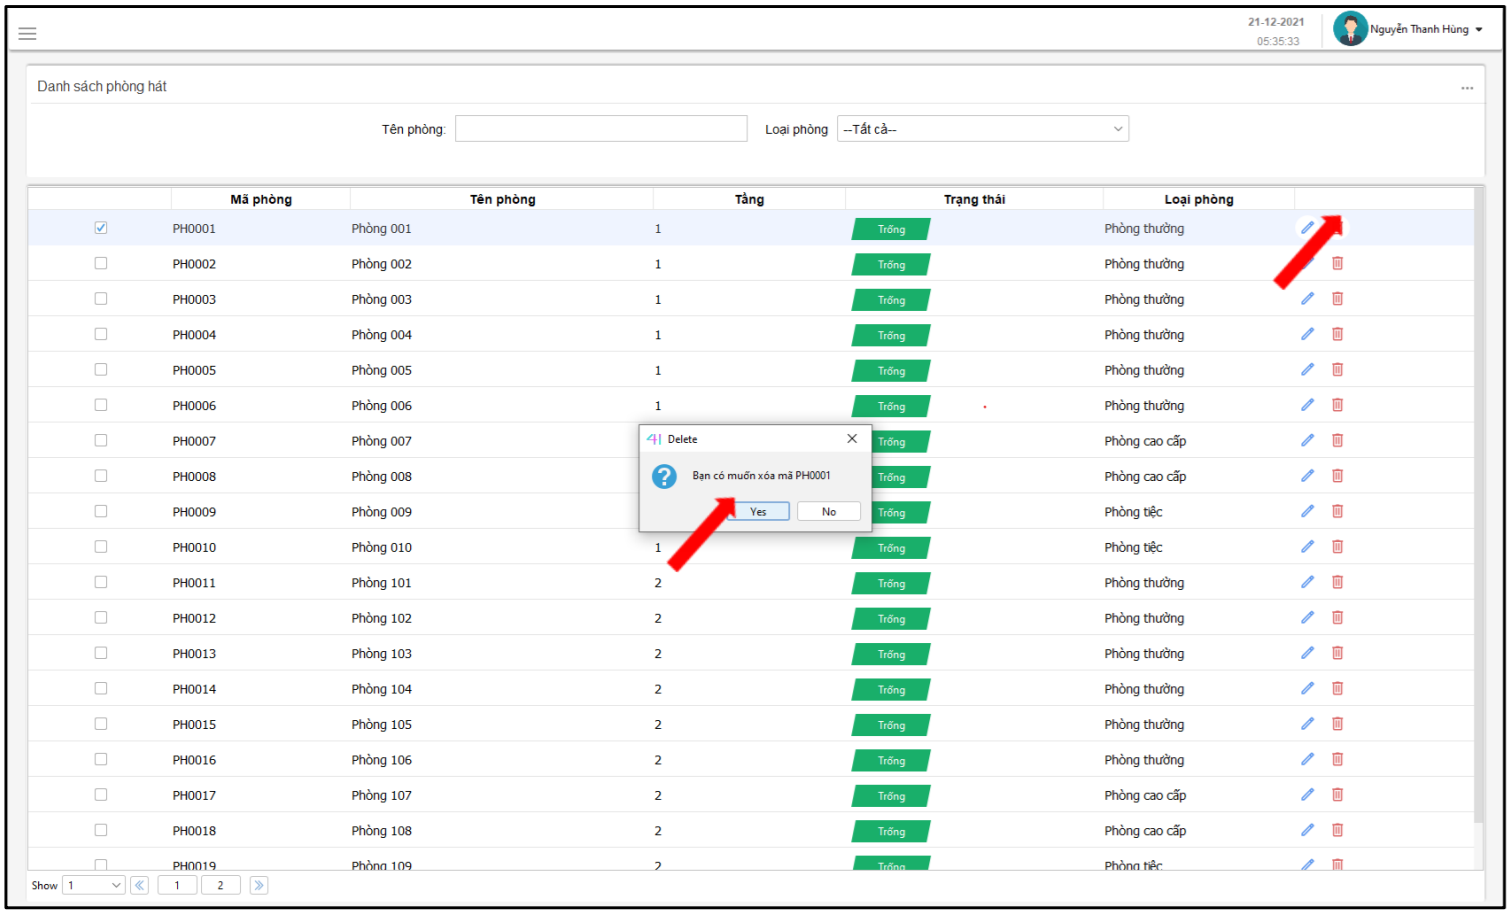 21-12-2021
05:35:33
Nguyễn Thanh Hùng
Danh sách phòng hát
Tên phòng: Loại phòng --Tất cả--
Mã phòng Tên phòng Tầng Trạng thái Loại phòng
PH0001 Phòng 001 1 Trống Phòng thường
PH0002 Phòng 002 1 Trống Phòng thường
PH0003 Phòng 003 1 Trống Phòng thường
PH0004 Phòng 004 1 Trống Phòng thường
PH0005 Phòng 005 1 Trống Phòng thường
PH0006 Phòng 006 1 Trống Phòng thường
PH0007 Phòng 007 Trống Phòng cao cấp
PH0008 Phòng 008 Trống Phòng cao cấp
PH0009 Phòng 009 Trống Phòng tiệc
PH0010 Phòng 010 1 Trống Phòng tiệc
PH0011 Phòng 101 2 Trống Phòng thường
PH0012 Phòng 102 2 Trống Phòng thường
PH0013 Phòng 103 2 Trống Phòng thường
PH0014 Phòng 104 2 Trống Phòng thường
PH0015 Phòng 105 2 Trống Phòng thường
PH0016 Phòng 106 2 Trống Phòng thường
PH0017 Phòng 107 2 Trống Phòng cao cấp
PH0018 Phòng 108 2 Trống Phòng cao cấp
PH0019 Phòng 109 2 Trống Phòng tiệc
Delete
Bạn có muốn xóa mã PH0001
Yes No
Show 1 1 2